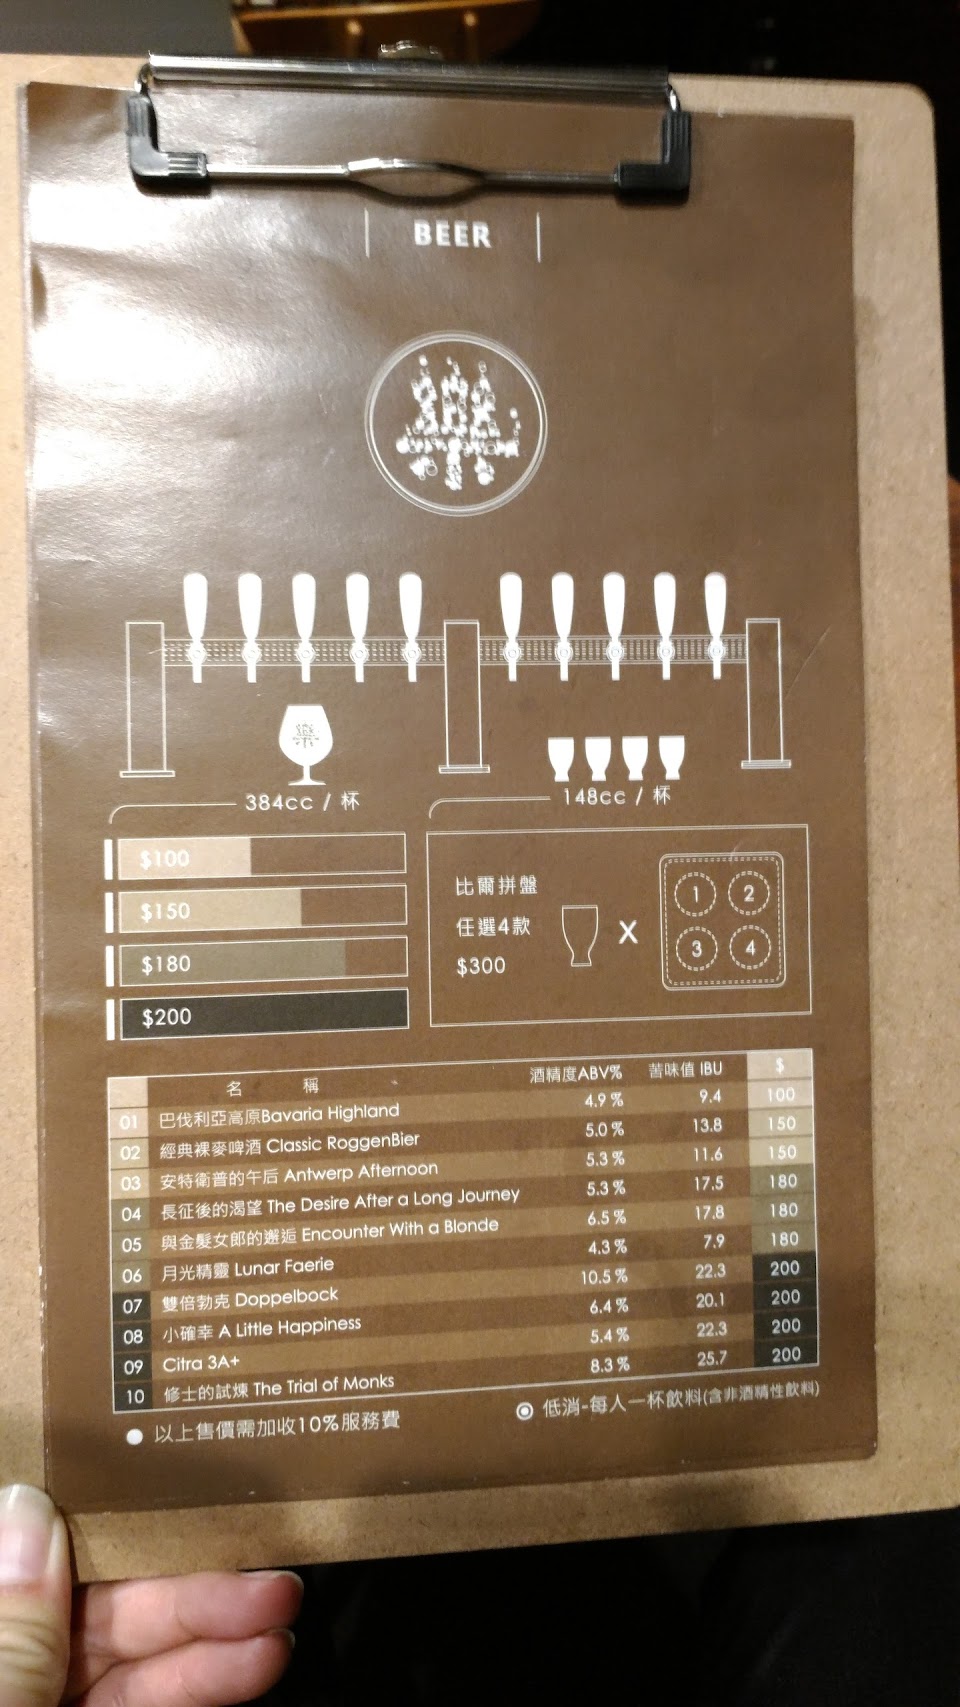 BEER
樂
384cc / 杯
148cc / 杯
$100
$150
$180
$200
比爾拼盤
任選4款
$300
X
1 2
3 4
名 稱 酒精度ABV% 苦味值 IBU $
01 巴伐利亞高原Bavaria Highland 4.9 % 9.4 100
02 經典裸麥啤酒 Classic RoggenBier 5.0 % 13.8 150
03 安特衛普的午后 Antwerp Afternoon 5.3 % 11.6 150
04 長征後的渴望 The Desire After a Long Journey 5.3 % 17.5 180
05 與金髮女郎的邂逅 Encounter With a Blonde 6.5 % 17.8 180
06 月光精靈 Lunar Faerie 4.3 % 7.9 180
07 雙倍勃克 Doppelbock 10.5 % 22.3 200
08 小確幸 A Little Happiness 6.4 % 20.1 200
09 Citra 3A+ 5.4 % 22.3 200
10 修士的試煉 The Trial of Monks 8.3 % 25.7 200
以上售價需加收10%服務費
低消-每人一杯飲料(含非酒精性飲料)